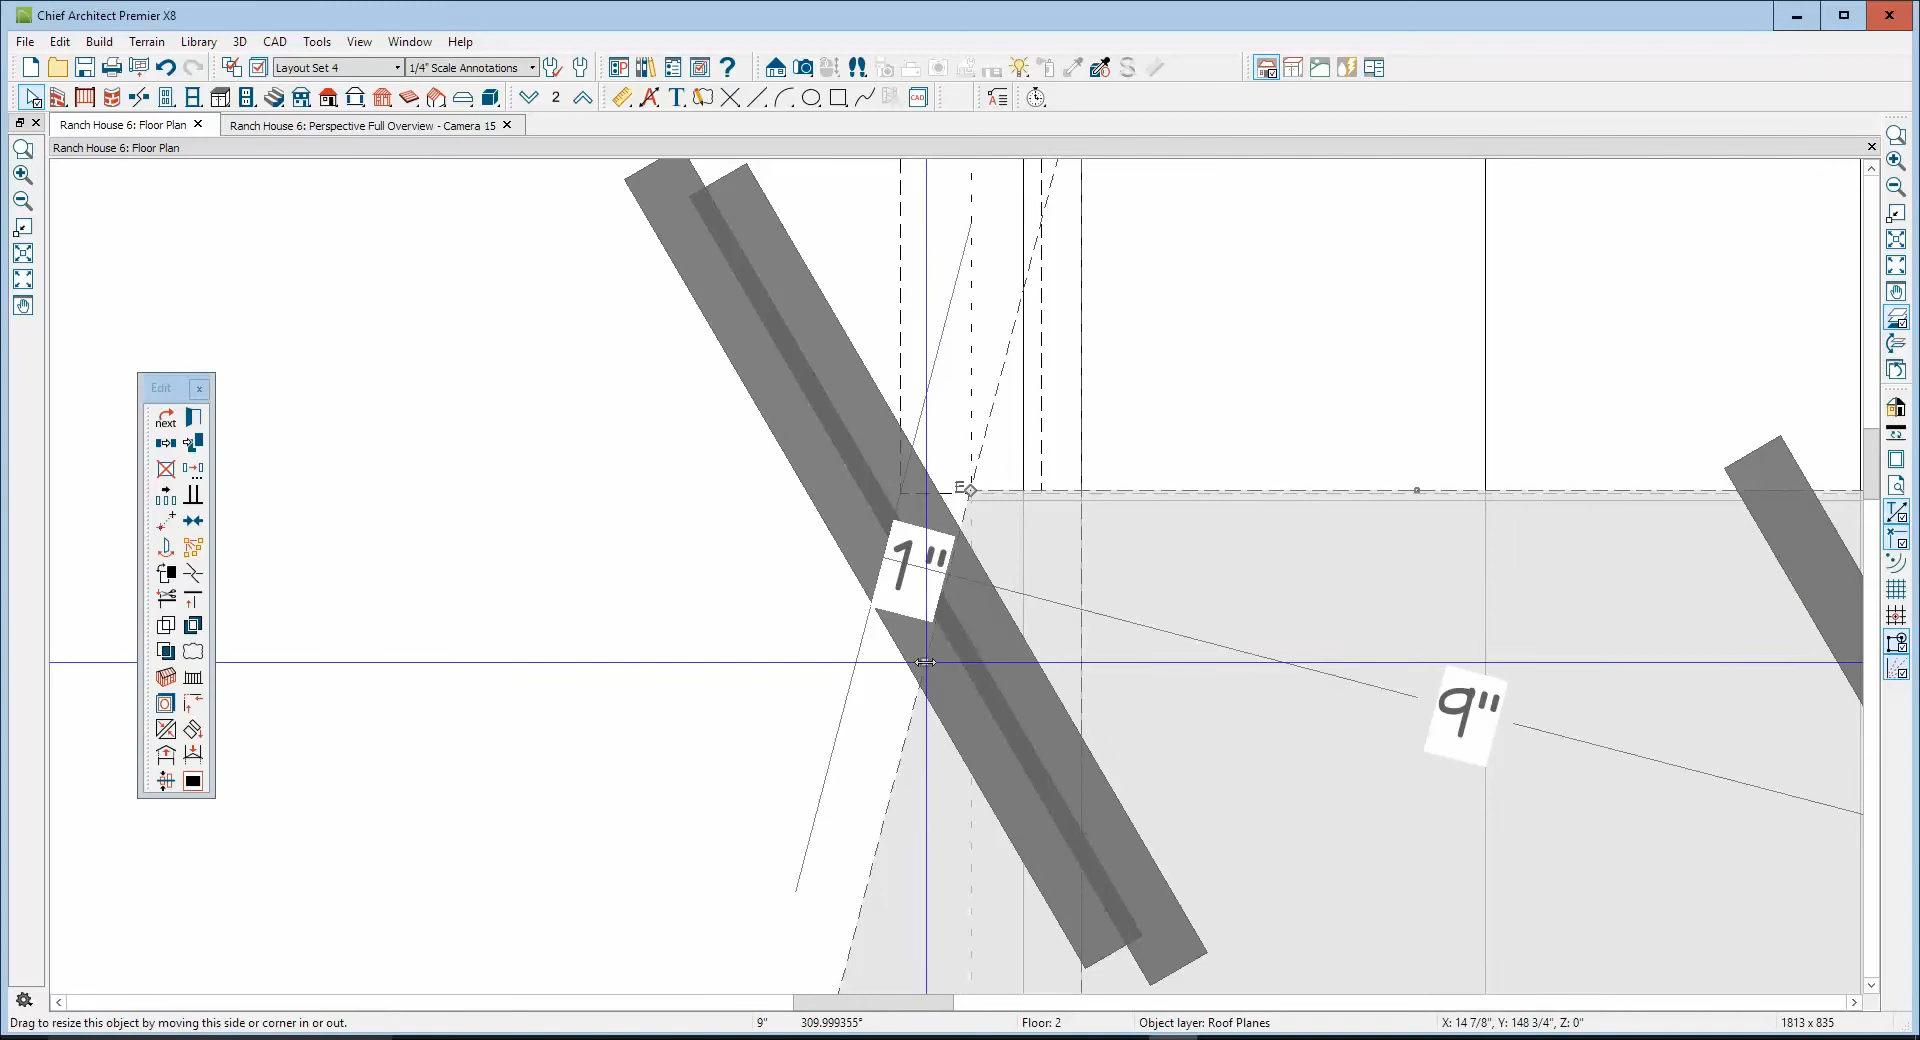 Chief Architect Premier X8
File Edit Build Terrain Library 3D CAD Tools View Window Help
Layout Set 4 1/4" Scale Annotations
2
Ranch House 6: Floor Plan Ranch House 6: Perspective Full Overview - Camera 15
Ranch House 6: Floor Plan
Edit
next
E
1"
9"
Drag to resize this object by moving this side or corner in or out. 9" 309.999355° Floor: 2 Object layer: Roof Planes X: 14 7/8", Y: 148 3/4", Z: 0" 1813 x 835